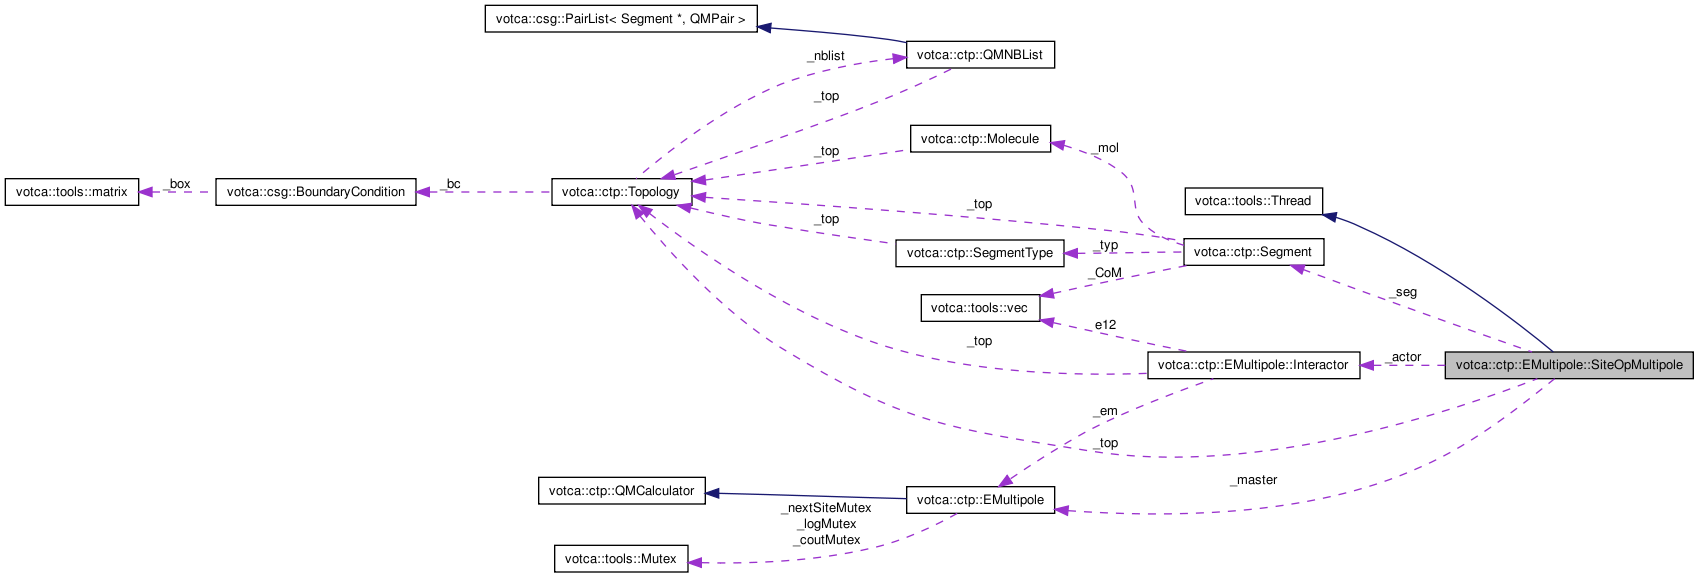 votca::csg::PairList< Segment *, QMPair >
votca::ctp::QMNBList
_nblist
_top
votca::ctp::Molecule
_mol
_top
votca::tools::matrix
_box
votca::csg::BoundaryCondition
_bc
votca::ctp::Topology
votca::tools::Thread
_top
_top
votca::ctp::SegmentType
_typ
votca::ctp::Segment
_CoM
_seg
votca::tools::vec
e12
_top
votca::ctp::EMultipole::Interactor
_actor
votca::ctp::EMultipole::SiteOpMultipole
_em
_top
_master
votca::ctp::QMCalculator
votca::ctp::EMultipole
_nextSiteMutex
_logMutex
_coutMutex
votca::tools::Mutex